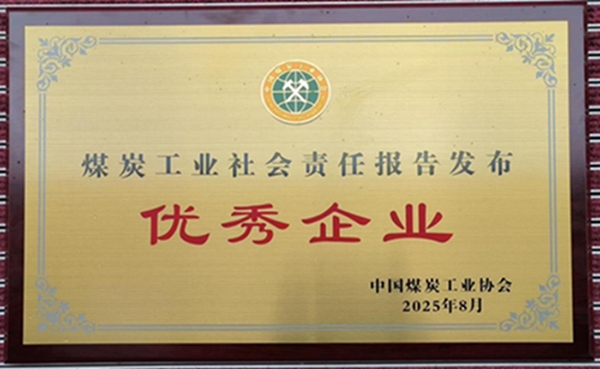 煤炭工业社会责任报告发布
优秀企业
中国煤炭工业协会
2025年8月